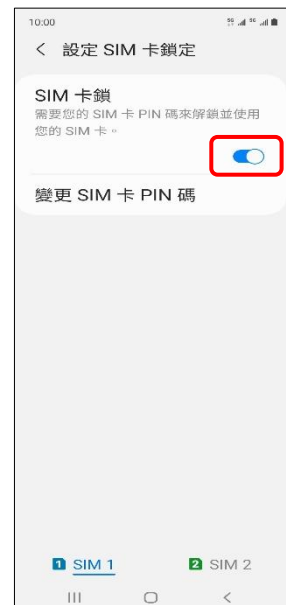 10:00
設定 SIM 卡鎖定
SIM 卡鎖
需要您的 SIM 卡 PIN 碼來解鎖並使用
您的 SIM 卡。
變更 SIM 卡 PIN 碼
1 SIM 1
2 SIM 2